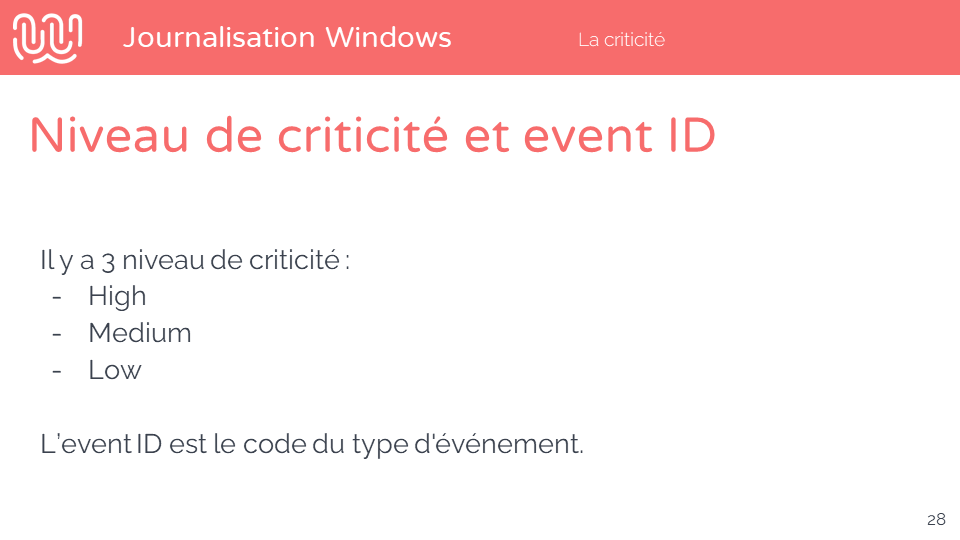 Journalisation Windows
La criticité
Niveau de criticité et event ID
Il y a 3 niveau de criticité :
- High
- Medium
- Low
L’event ID est le code du type d'événement.
28